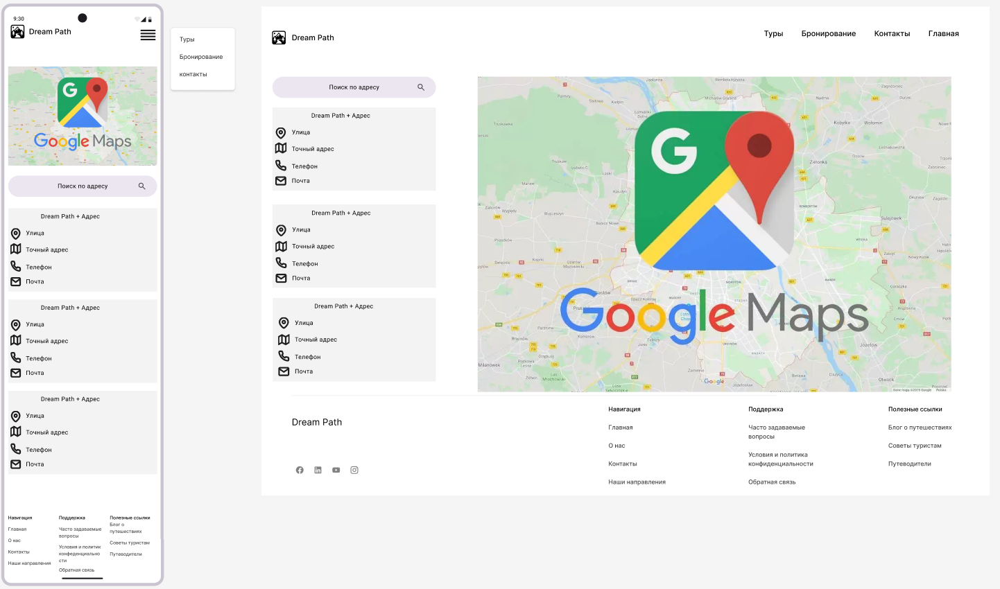 9:30
Dream Path
Google Maps
Поиск по адресу
Dream Path + Адрес
Улица
Точный адрес
Телефон
Почта
Dream Path + Адрес
Улица
Точный адрес
Телефон
Почта
Dream Path + Адрес
Улица
Точный адрес
Телефон
Почта
Навигация
Главная
О нас
Контакты
Наши направления
Поддержка
Часто задаваемые
вопросы
Условия и политик
конфеденциально
сти
Обратная связь
Полезные ссылки
Блог о
путешествиях
Советы туристам
Путеводители
Туры
Бронирование
контакты
Dream Path
Туры Бронирование Контакты Главная
Поиск по адресу
Dream Path + Адрес
Улица
Точный адрес
Телефон
Почта
Dream Path + Адрес
Улица
Точный адрес
Телефон
Почта
Dream Path + Адрес
Улица
Точный адрес
Телефон
Почта
G
Google Maps
Google
Dream Path
Навигация
Главная
О нас
Контакты
Наши направления
Поддержка
Часто задаваемые
вопросы
Условия и политика
конфиденциальности
Обратная связь
Полезные ссылки
Блог о путешествиях
Советы туристам
Путеводители